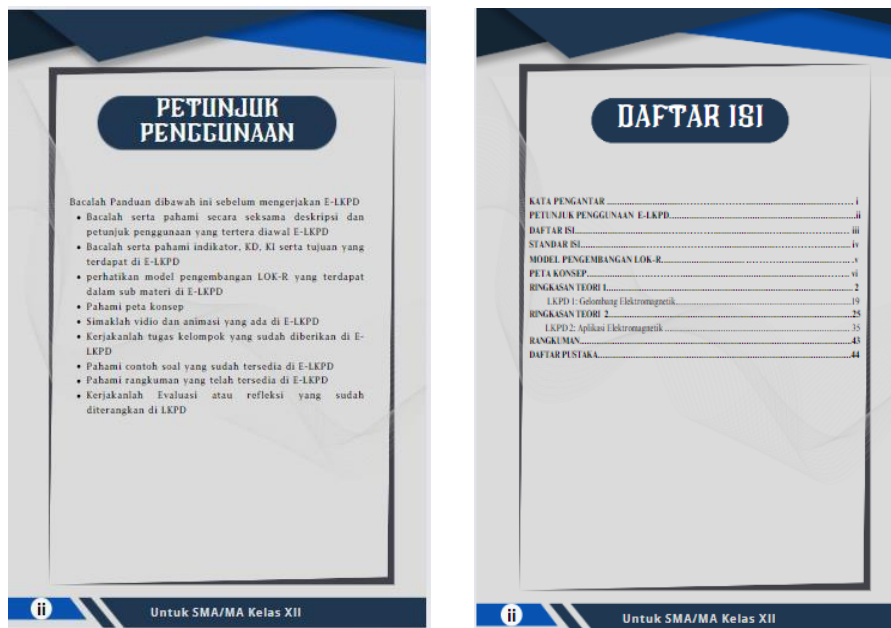 PETUNJUK
PENGGUNAAN
Bacalah Panduan dibawah ini sebelum mengerjakan E-LKPD
• Bacalah serta pahami secara seksama deskripsi dan
petunjuk penggunaan yang tertera diawal E-LKPD
• Bacalah serta pahami indikator, KD, KI serta tujuan yang
terdapat di E-LKPD
• perhatikan model pengembangan LOK-R yang terdapat
dalam sub materi di E-LKPD
• Pahami peta konsep
• Simaklah vidio dan animasi yang ada di E-LKPD
• Kerjakanlah tugas kelompok yang sudah diberikan di E-
LKPD
• Pahami contoh soal yang sudah tersedia di E-LKPD
• Pahami rangkuman yang telah tersedia di E-LKPD
• Kerjakanlah Evaluasi atau refleksi yang sudah
diterangkan di LKPD
ii
Untuk SMA/MA Kelas XII
DAFTAR ISI
KATA PENGANTAR ........ i
PETUNJUK PENGGUNAAN E-LKPD........ ii
DAFTAR ISI........ iii
STANDAR ISI........ iv
MODEL PENGEMBANGAN LOK-R........ v
PETA KONSEP........ vi
RINGKASAN TEORI 1........ 2
LKPD 1: Gelombang Elektromagnetik........ 19
RINGKASAN TEORI 2........ 25
LKPD 2: Aplikasi Elektromagnetik ........ 35
RANGKUMAN........ 43
DAFTAR PUSTAKA........ 44
ii
Untuk SMA/MA Kelas XII